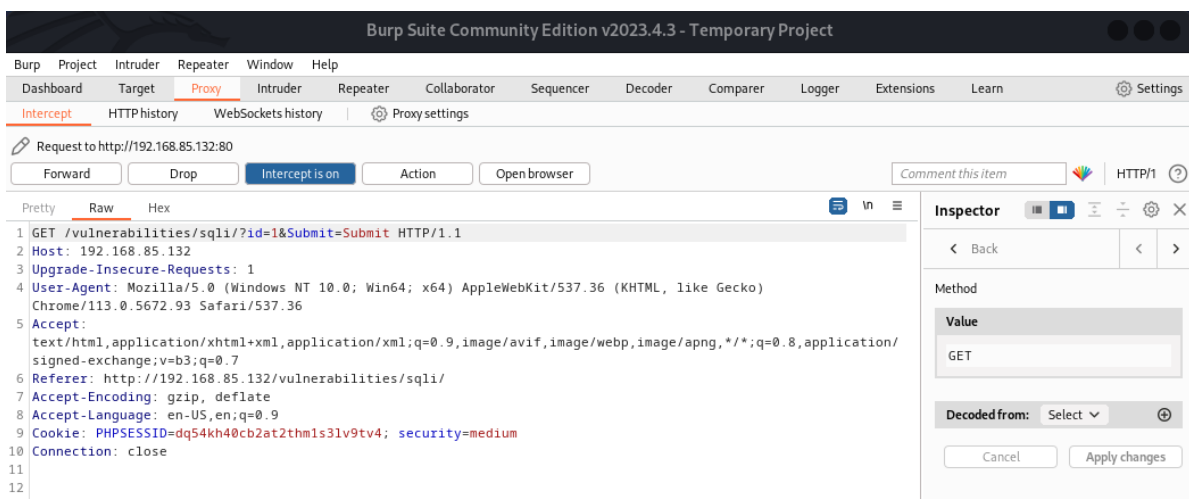 Burp Suite Community Edition v2023.4.3 - Temporary Project
Burp Project Intruder Repeater Window Help
Dashboard Target Proxy Intruder Repeater Collaborator Sequencer Decoder Comparer Logger Extensions Learn Settings
Intercept HTTP history WebSockets history Proxy settings
Request to http://192.168.85.132:80
Forward Drop Intercept is on Action Open browser Comment this item HTTP/1 ?
Pretty Raw Hex \n
Inspector
Back
Method
Value
GET
Decoded from: Select
Cancel Apply changes
1 GET /vulnerabilities/sqli/?id=1&Submit=Submit HTTP/1.1
2 Host: 192.168.85.132
3 Upgrade-Insecure-Requests: 1
4 User-Agent: Mozilla/5.0 (Windows NT 10.0; Win64; x64) AppleWebKit/537.36 (KHTML, like Gecko)
Chrome/113.0.5672.93 Safari/537.36
5 Accept:
text/html,application/xhtml+xml,application/xml;q=0.9,image/avif,image/webp,image/apng,*/*;q=0.8,application/
signed-exchange;v=b3;q=0.7
6 Referer: http://192.168.85.132/vulnerabilities/sqli/
7 Accept-Encoding: gzip, deflate
8 Accept-Language: en-US,en;q=0.9
9 Cookie: PHPSESSID=dq54kh40cb2at2thm1s3lv9tv4; security=medium
10 Connection: close
11
12